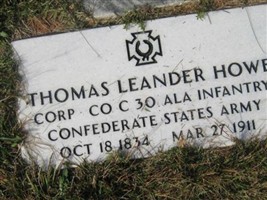 THOMAS LEANDER HOWE
CORP CO C 30 ALA INFANTRY
CONFEDERATE STATES ARMY
OCT 18 1834 MAR 27 1911